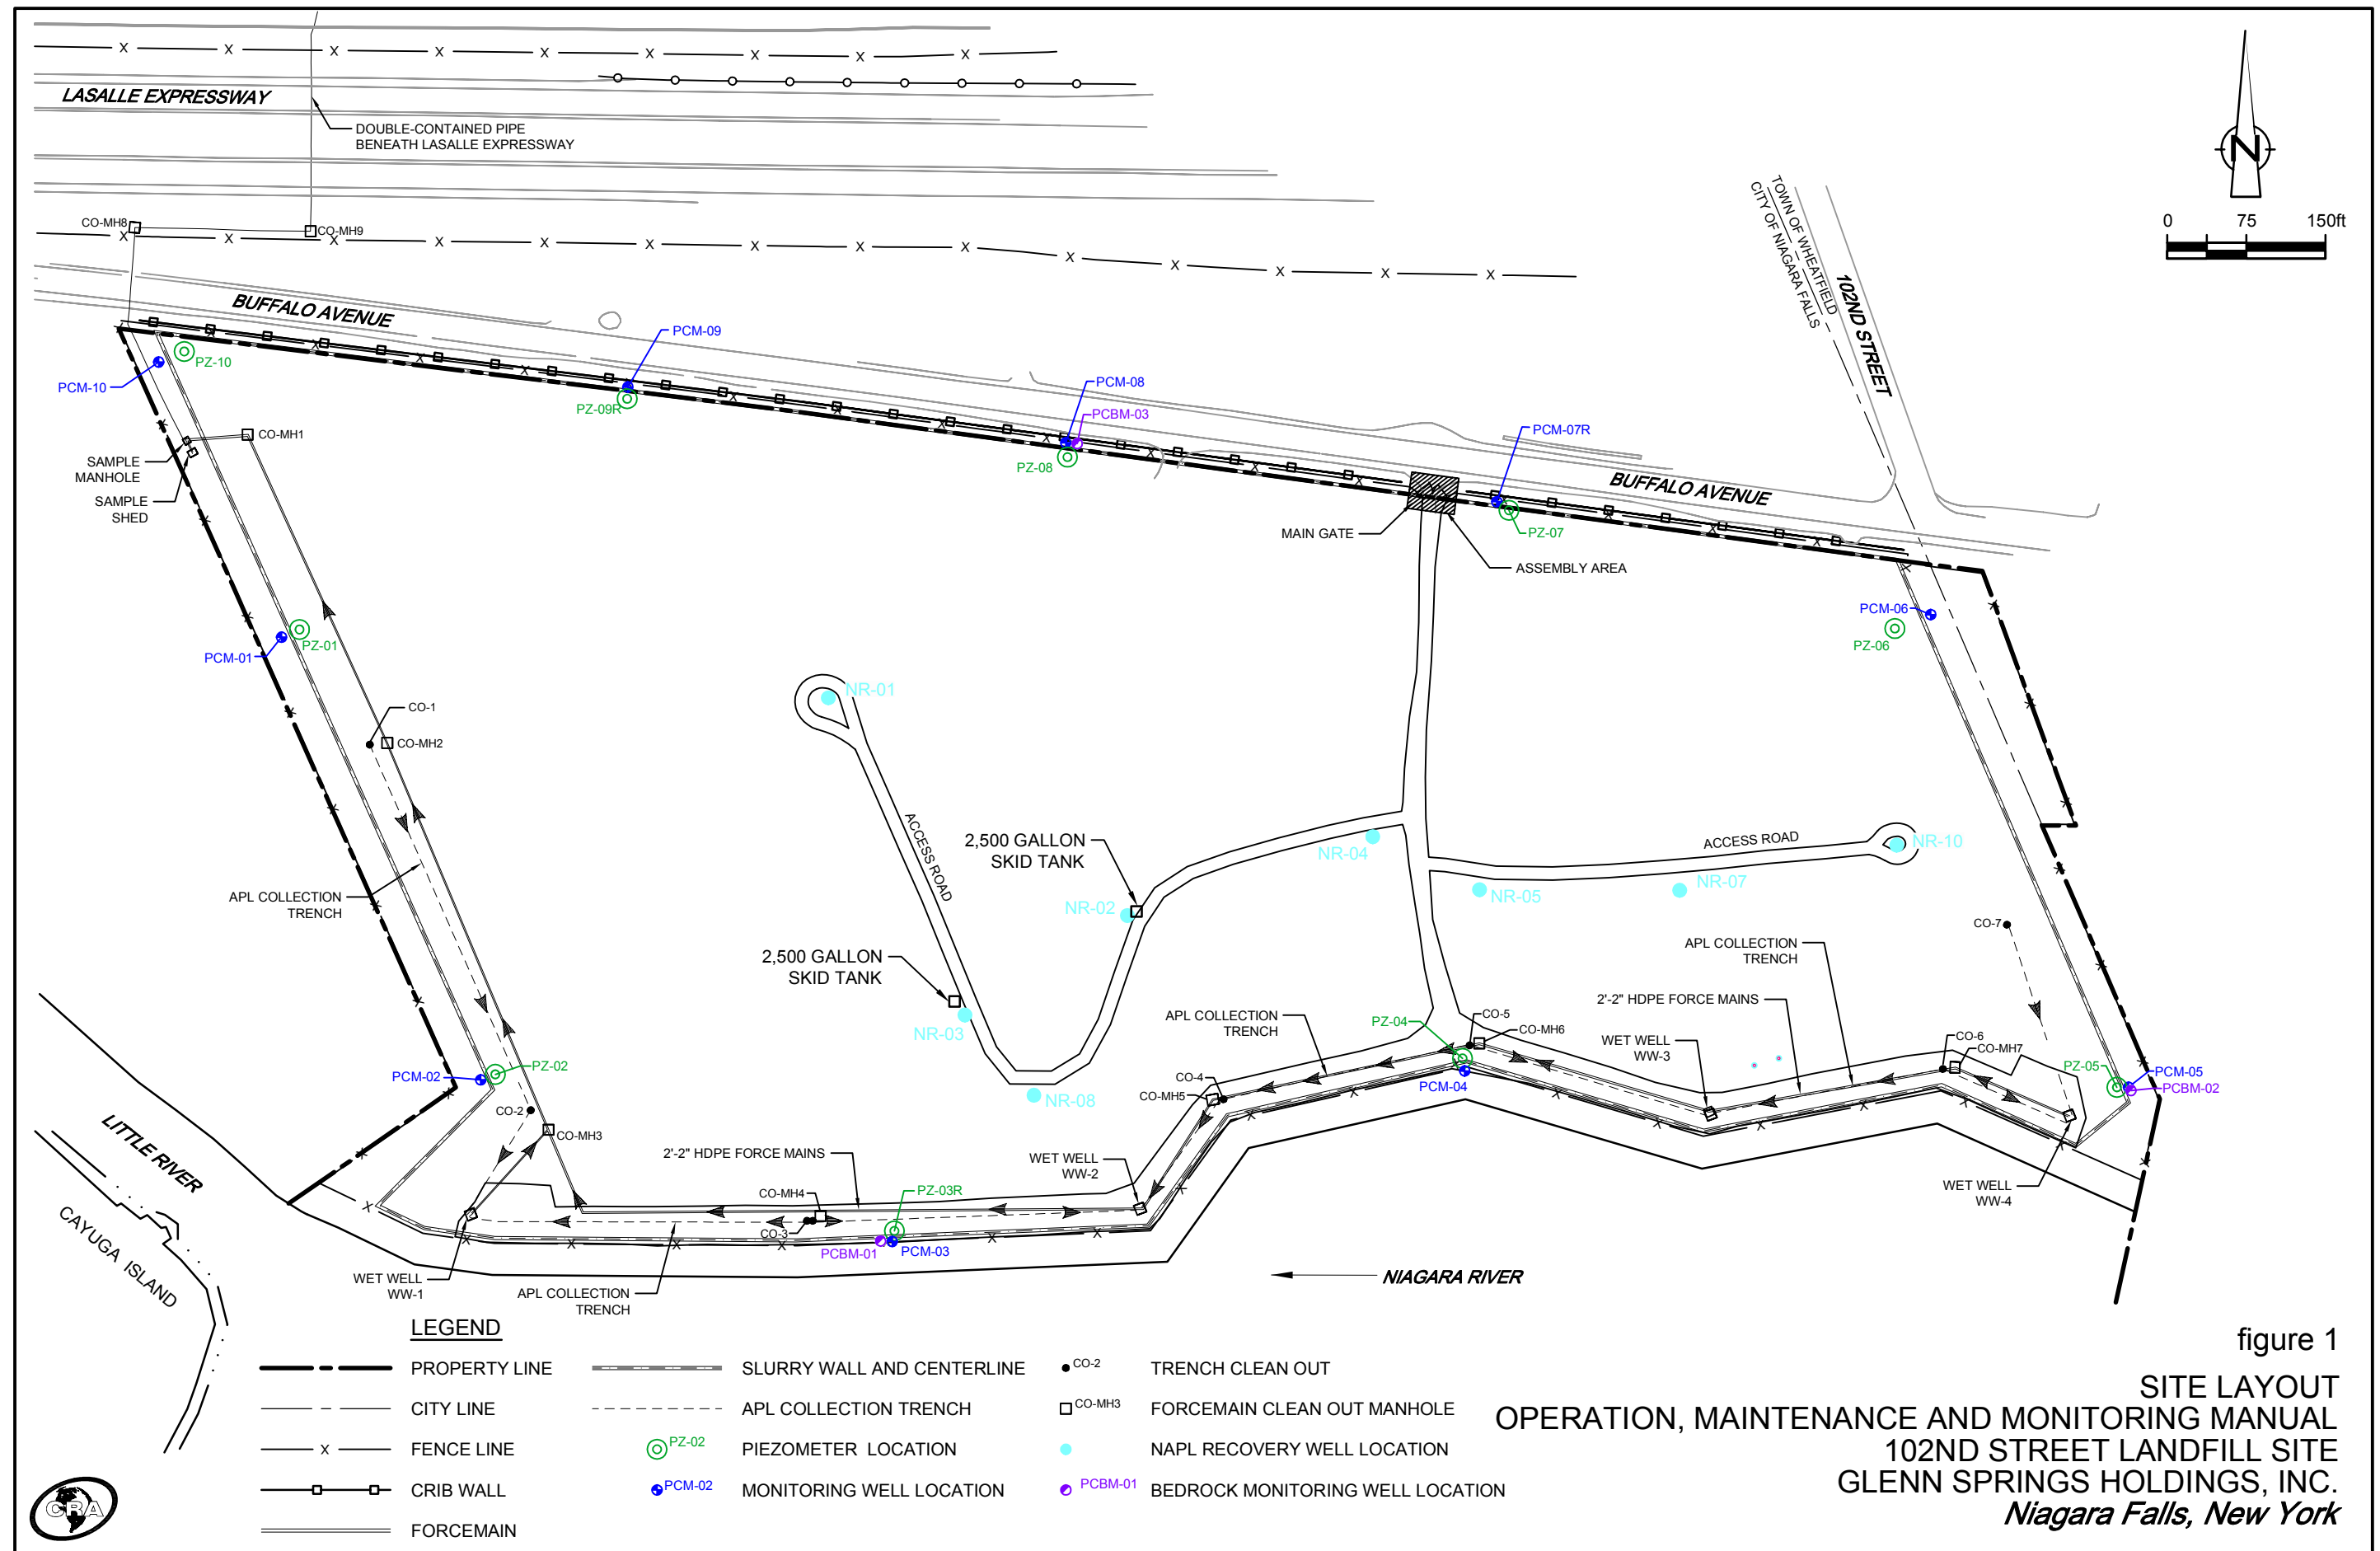 LASALLE EXPRESSWAY
DOUBLE-CONTAINED PIPE
BENEATH LASALLE EXPRESSWAY
N
0 75 150ft
TOWN OF WHEATFIELD
CITY OF NIAGARA FALLS
102ND STREET
CO-MH8
CO-MH9
BUFFALO AVENUE
PCM-09
PZ-09R
PCM-10
PZ-10
PCM-08
PCBM-03
PZ-08
PCM-07R
PZ-07
BUFFALO AVENUE
MAIN GATE
ASSEMBLY AREA
CO-MH1
SAMPLE
MANHOLE
SAMPLE
SHED
PCM-01
PZ-01
PCM-06
PZ-06
CO-1
CO-MH2
NR-01
ACCESS ROAD
2,500 GALLON
SKID TANK
NR-02
NR-04
ACCESS ROAD
NR-10
NR-05
NR-07
APL COLLECTION
TRENCH
2,500 GALLON
SKID TANK
NR-03
NR-08
CO-7
APL COLLECTION
TRENCH
2'-2" HDPE FORCE MAINS
APL COLLECTION
TRENCH
PZ-04
CO-5
CO-MH6
PCM-04
WET WELL
WW-3
CO-6
CO-MH7
PZ-05
PCM-05
PCBM-02
PCM-02
PZ-02
CO-2
CO-MH3
CO-4
CO-MH5
WET WELL
WW-2
WET WELL
WW-4
2'-2" HDPE FORCE MAINS
CO-MH4
CO-3
PZ-03R
PCBM-01
PCM-03
WET WELL
WW-1
APL COLLECTION
TRENCH
LITTLE RIVER
CAYUGA ISLAND
NIAGARA RIVER
LEGEND
PROPERTY LINE
CITY LINE
FENCE LINE
CRIB WALL
FORCEMAIN
SLURRY WALL AND CENTERLINE
APL COLLECTION TRENCH
PZ-02 PIEZOMETER LOCATION
PCM-02 MONITORING WELL LOCATION
CO-2 TRENCH CLEAN OUT
CO-MH3 FORCEMAIN CLEAN OUT MANHOLE
NAPL RECOVERY WELL LOCATION
PCBM-01 BEDROCK MONITORING WELL LOCATION
CRA
figure 1
SITE LAYOUT
OPERATION, MAINTENANCE AND MONITORING MANUAL
102ND STREET LANDFILL SITE
GLENN SPRINGS HOLDINGS, INC.
Niagara Falls, New York